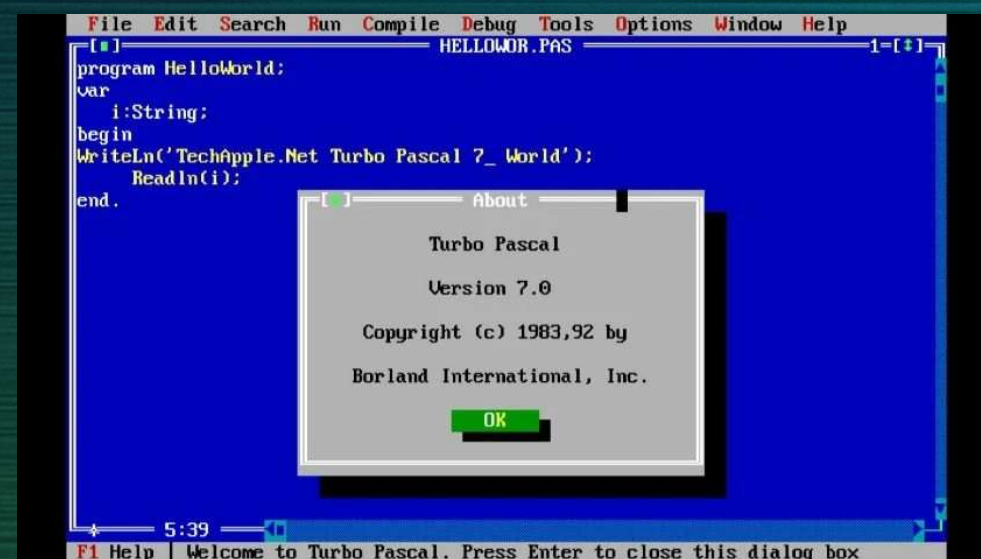 File Edit Search Run Compile Debug Tools Options Window Help
[■] HELLOWOR.PAS 1=[↕]
program HelloWorld;
var
i:String;
begin
WriteLn('TechApple.Net Turbo Pascal 7_ World');
Readln(i);
end.
About
Turbo Pascal
Version 7.0
Copyright (c) 1983,92 by
Borland International, Inc.
OK
5:39
F1 Help | Welcome to Turbo Pascal. Press Enter to close this dialog box